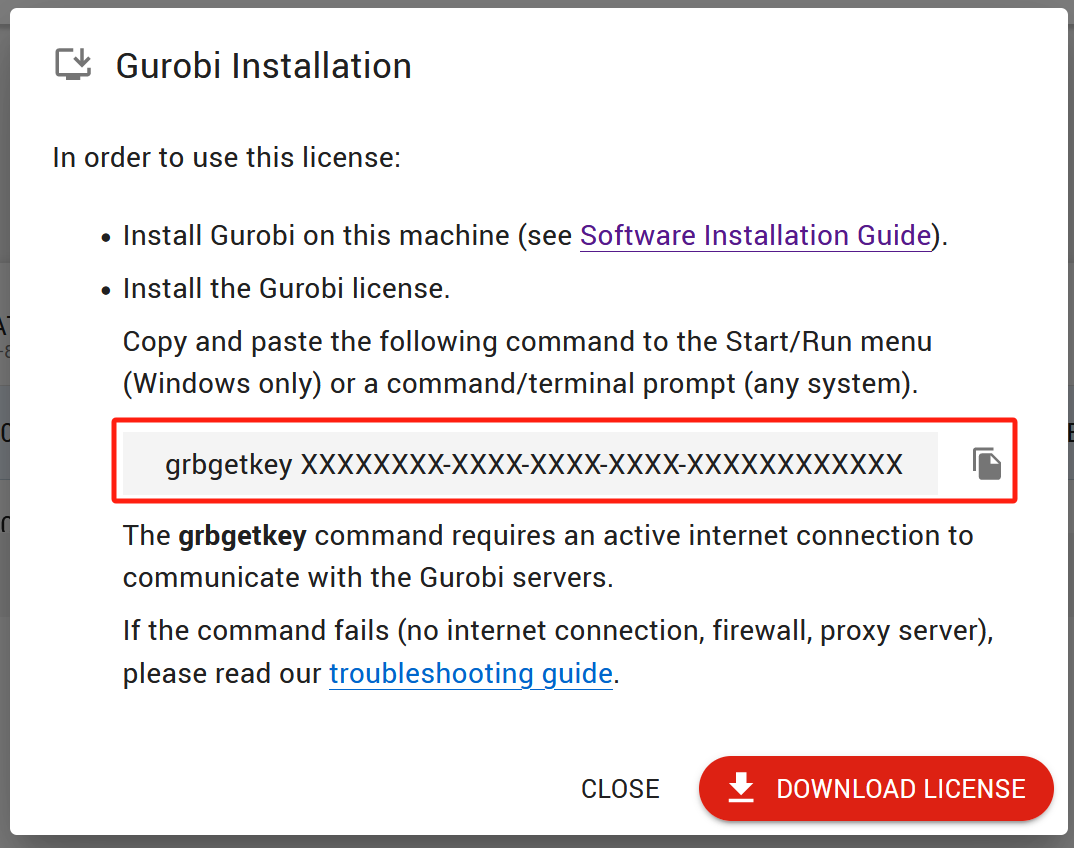 Gurobi Installation
In order to use this license:
• Install Gurobi on this machine (see Software Installation Guide).
• Install the Gurobi license.
Copy and paste the following command to the Start/Run menu
(Windows only) or a command/terminal prompt (any system).
grbgetkey XXXXXXXX-XXXX-XXXX-XXXX-XXXXXXXXXXXX
The grbgetkey command requires an active internet connection to
communicate with the Gurobi servers.
If the command fails (no internet connection, firewall, proxy server),
please read our troubleshooting guide.
CLOSE
DOWNLOAD LICENSE